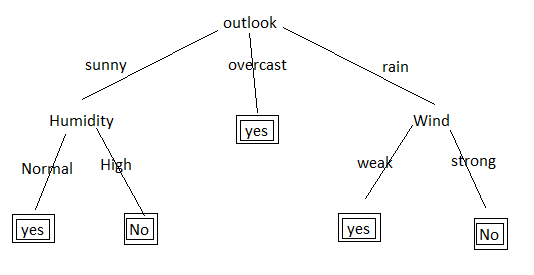 outlook
sunny
overcast
rain
Humidity
yes
Wind
Normal
High
weak
strong
yes
No
yes
No